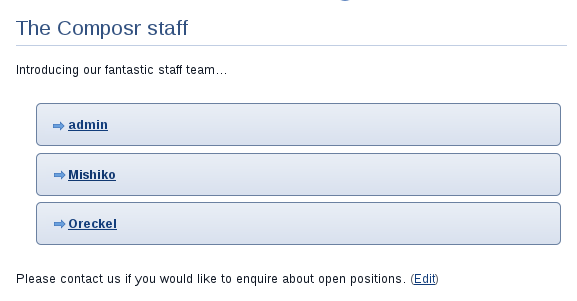 The Composr staff
Introducing our fantastic staff team...
admin
Mishiko
Oreckel
Please contact us if you would like to enquire about open positions. (Edit)